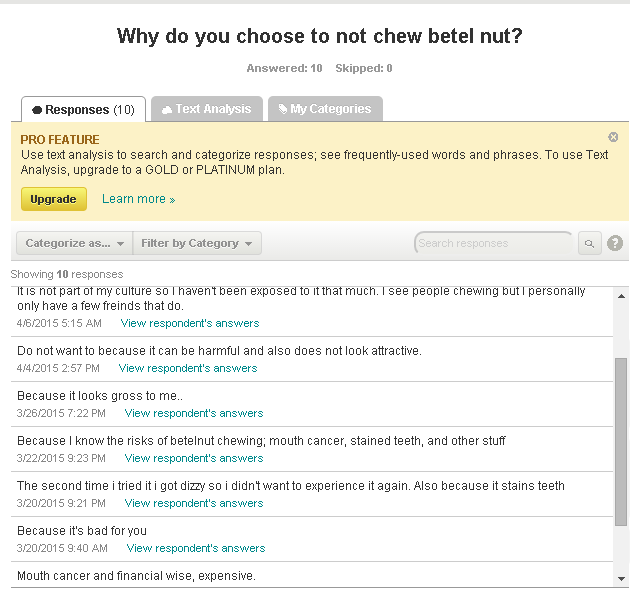 Why do you choose to not chew betel nut?
Answered: 10 Skipped: 0
Responses (10) Text Analysis My Categories
PRO FEATURE
Use text analysis to search and categorize responses; see frequently-used words and phrases. To use Text
Analysis, upgrade to a GOLD or PLATINUM plan.
Upgrade Learn more »
Categorize as... Filter by Category Search responses ?
Showing 10 responses
It is not part of my culture so I haven't been exposed to it that much. I see people chewing but I personally
only have a few freinds that do.
4/6/2015 5:15 AM View respondent's answers
Do not want to because it can be harmful and also does not look attractive.
4/4/2015 2:57 PM View respondent's answers
Because it looks gross to me..
3/26/2015 7:22 PM View respondent's answers
Because I know the risks of betelnut chewing; mouth cancer, stained teeth, and other stuff
3/22/2015 9:23 PM View respondent's answers
The second time i tried it i got dizzy so i didn't want to experience it again. Also because it stains teeth
3/20/2015 9:21 PM View respondent's answers
Because it's bad for you
3/20/2015 9:40 AM View respondent's answers
Mouth cancer and financial wise, expensive.